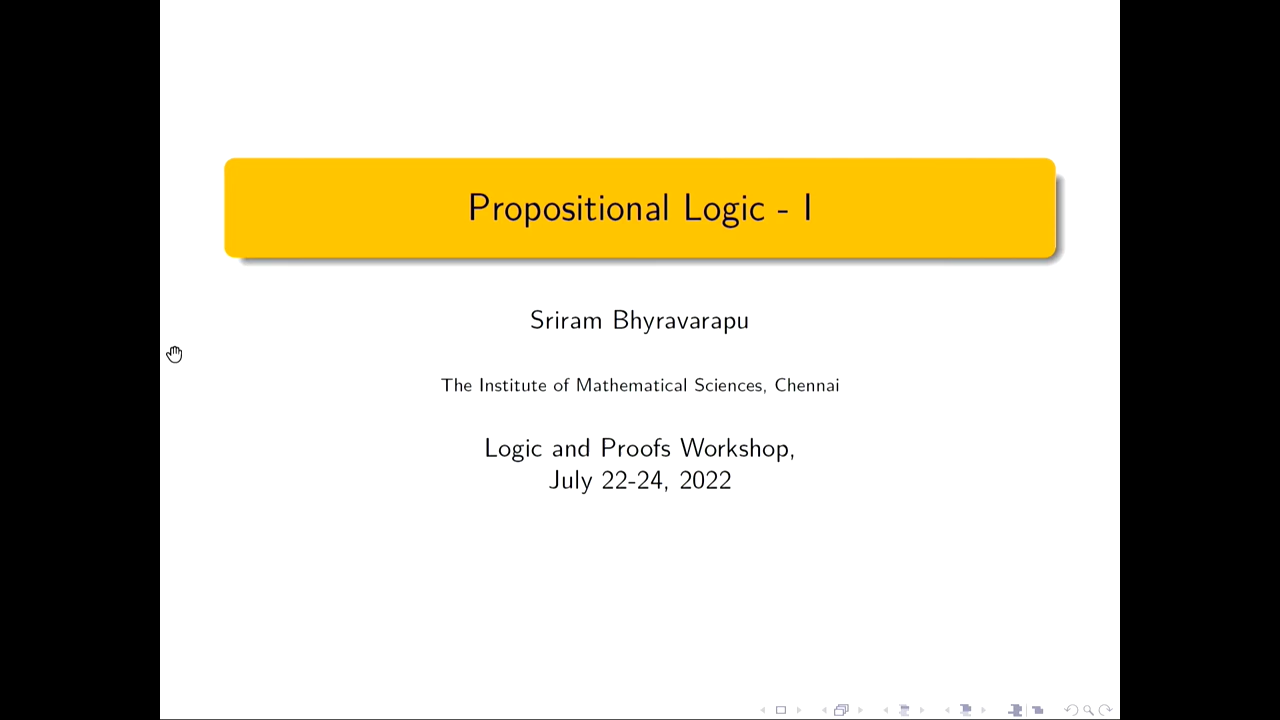 Propositional Logic - I
Sriram Bhyravarapu
The Institute of Mathematical Sciences, Chennai
Logic and Proofs Workshop,
July 22-24, 2022